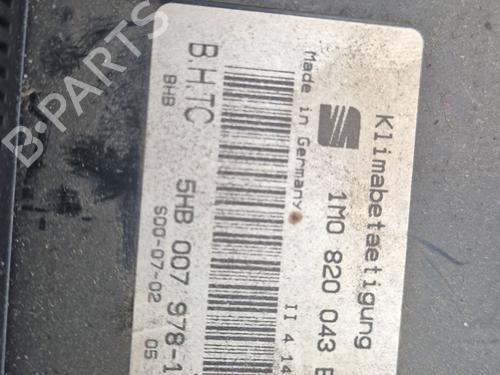 Klimabetaetigung
1M0 820 043 E
Made in Germany
II 4 14
B.H.TC
BHB
5HB 007 978-1
S00-07-02
05
B-PARTS